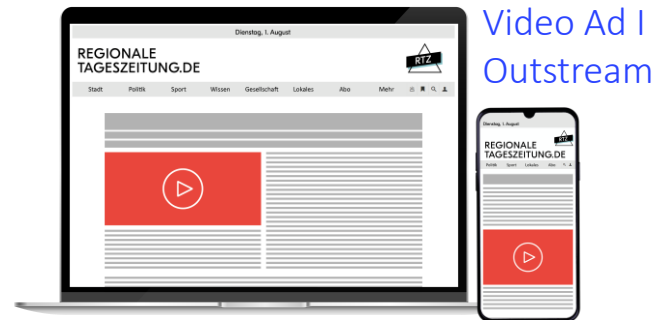 Video Ad I
Outstream
Dienstag, 1. August
REGIONALE
TAGESZEITUNG.DE
RTZ
Stadt Politik Sport Wissen Gesellschaft Lokales Abo Mehr
Dienstag, 1. August
REGIONALE
TAGESZEITUNG.DE
RTZ
Politik Sport Lokales Abo